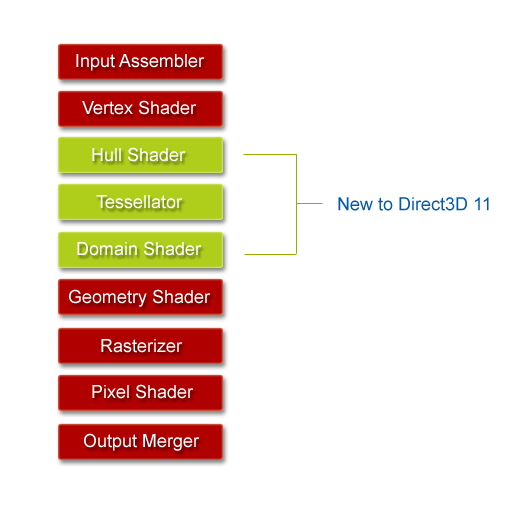 Input Assembler
Vertex Shader
Hull Shader
Tessellator
New to Direct3D 11
Domain Shader
Geometry Shader
Rasterizer
Pixel Shader
Output Merger